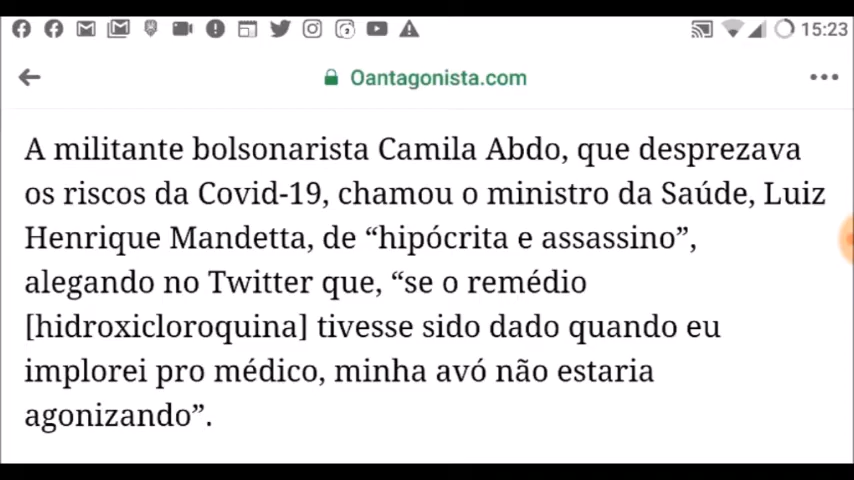 15:23
Oantagonista.com
A militante bolsonarista Camila Abdo, que desprezava
os riscos da Covid-19, chamou o ministro da Saúde, Luiz
Henrique Mandetta, de “hipócrita e assassino”,
alegando no Twitter que, “se o remédio
[hidroxicloroquina] tivesse sido dado quando eu
implorei pro médico, minha avó não estaria
agonizando”.